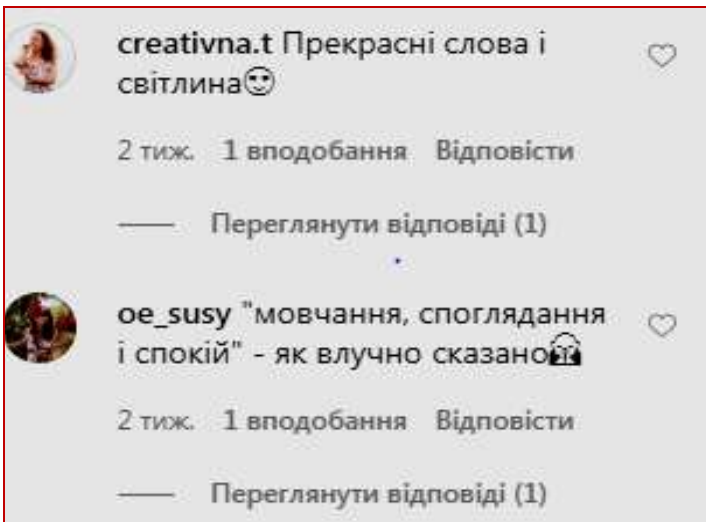 creativna.t Прекрасні слова і
світлина😍
2 тиж. 1 вподобання Відповісти
Переглянути відповіді (1)
oe_susy "мовчання, споглядання
і спокій" - як влучно сказано🤗
2 тиж. 1 вподобання Відповісти
Переглянути відповіді (1)